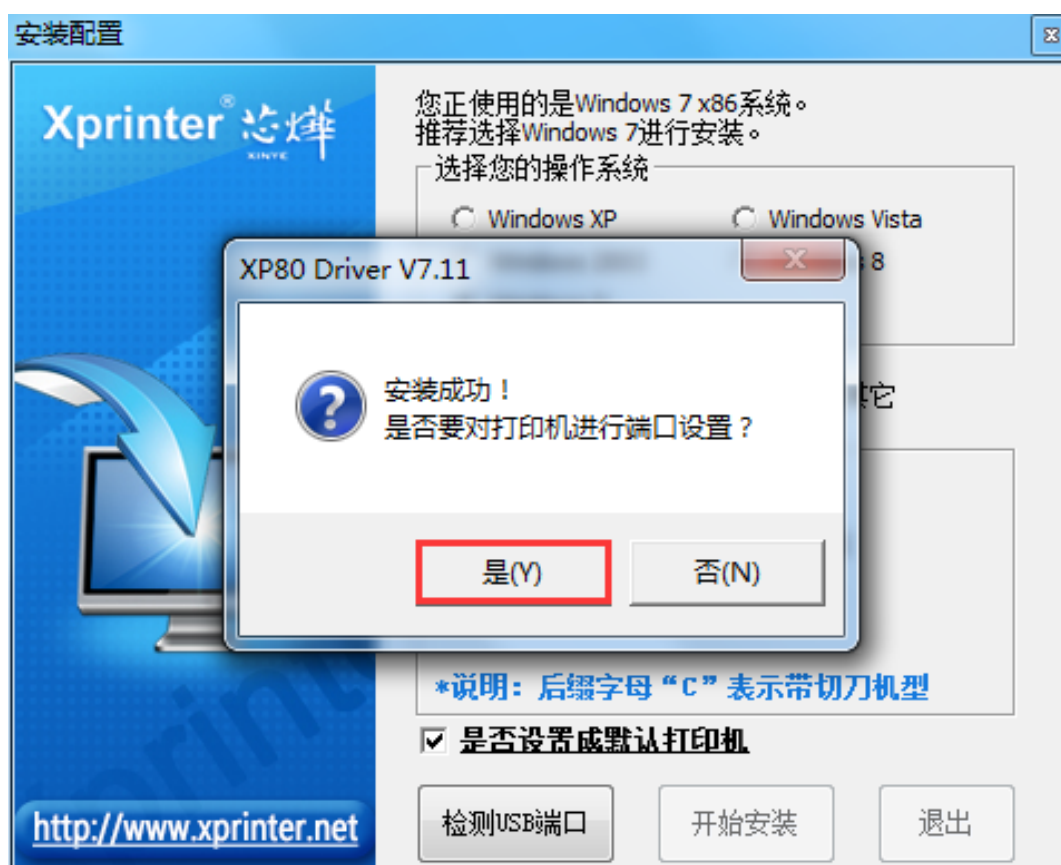 安装配置
Xprinter® 芯烨
XINYE
您正使用的是Windows 7 x86系统。
推荐选择Windows 7进行安装。
选择您的操作系统
Windows XP
Windows Vista
8
XP80 Driver V7.11
安装成功！
是否要对打印机进行端口设置？
是(Y)
否(N)
其它
*说明：后缀字母“C”表示带切刀机型
是否设置成默认打印机
检测USB端口
开始安装
退出
http://www.xprinter.net